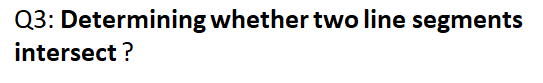 Q3: Determining whether two line segments
intersect ?